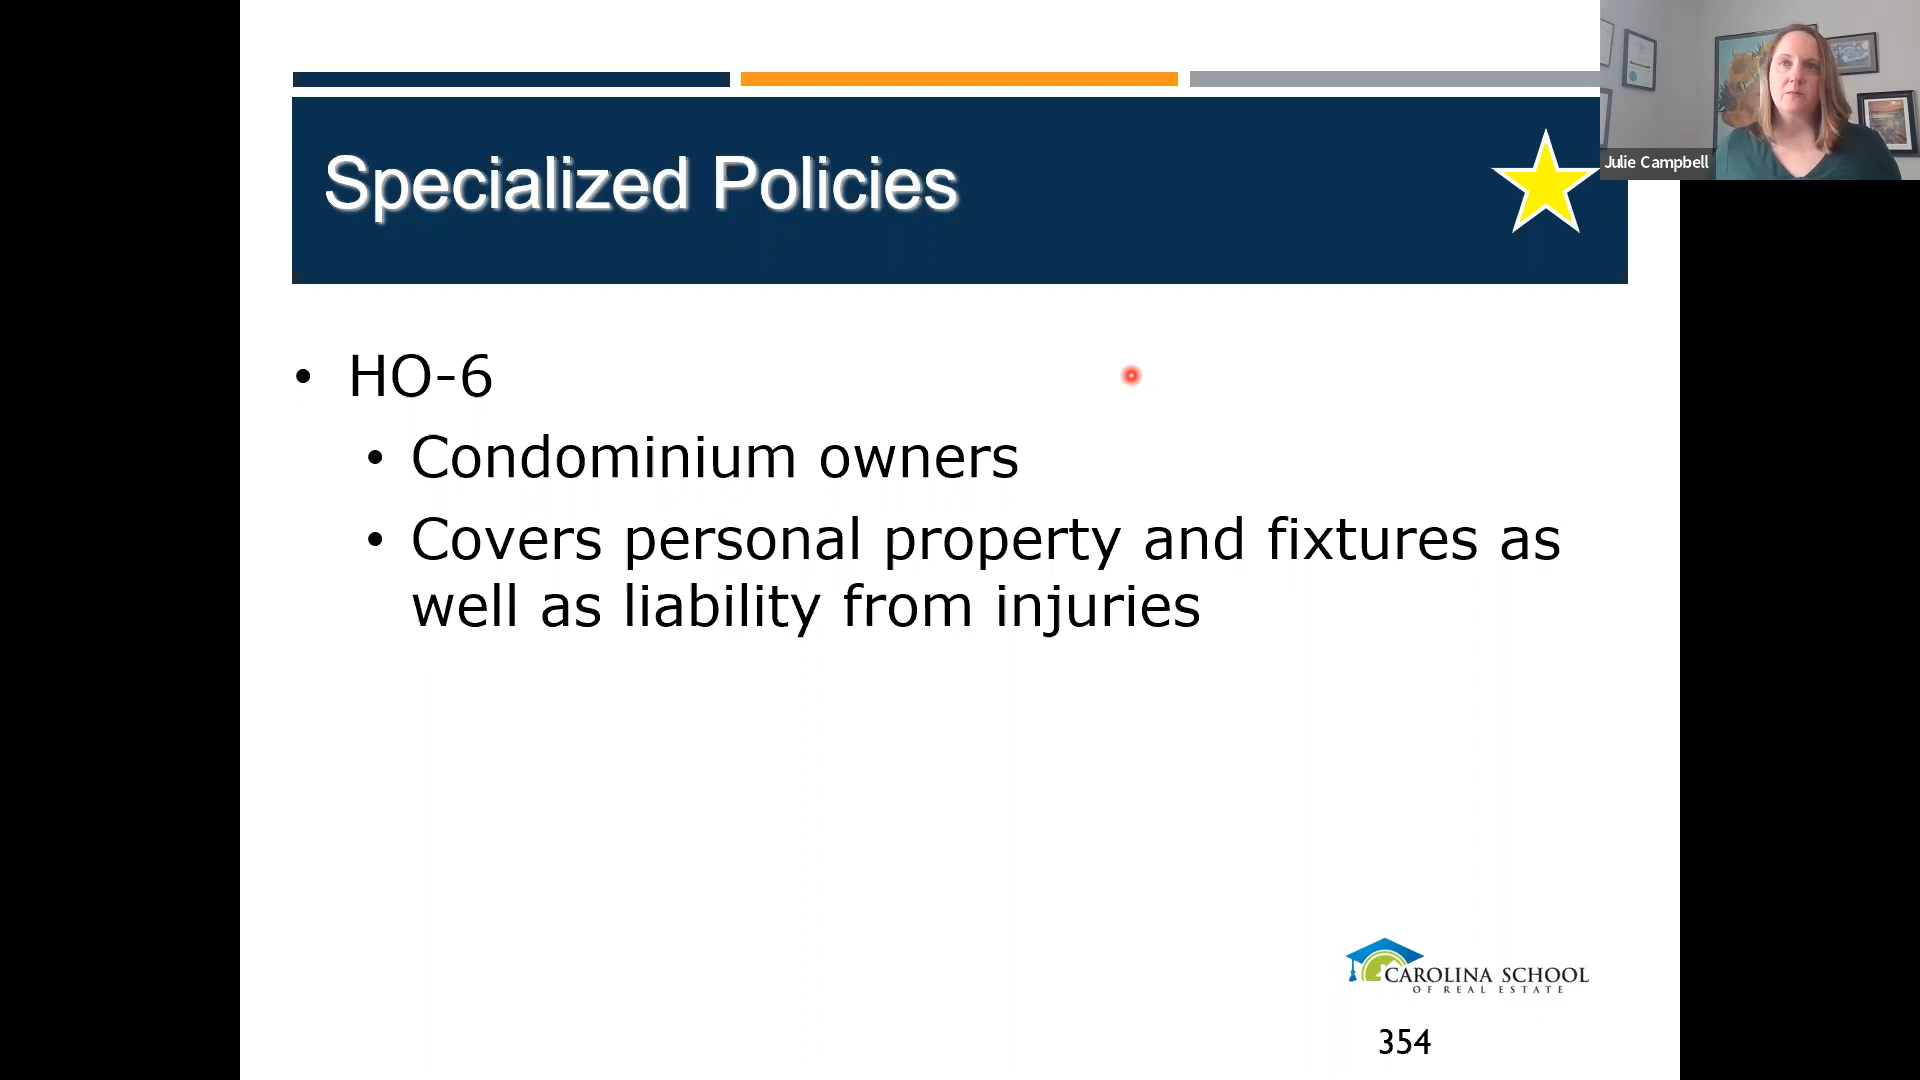 Specialized Policies
Julie Campbell
• HO-6
• Condominium owners
• Covers personal property and fixtures as
well as liability from injuries
CAROLINA SCHOOL
OF REAL ESTATE
354